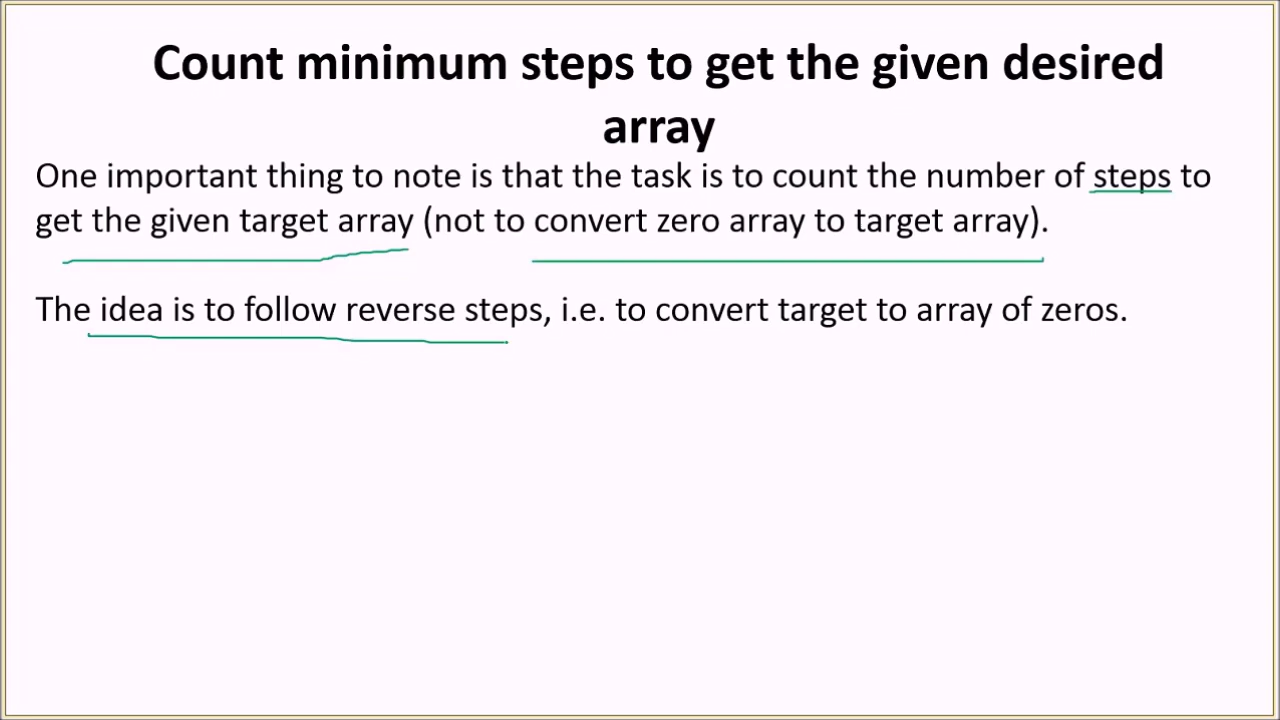 Count minimum steps to get the given desired
array
One important thing to note is that the task is to count the number of steps to
get the given target array (not to convert zero array to target array).
The idea is to follow reverse steps, i.e. to convert target to array of zeros.